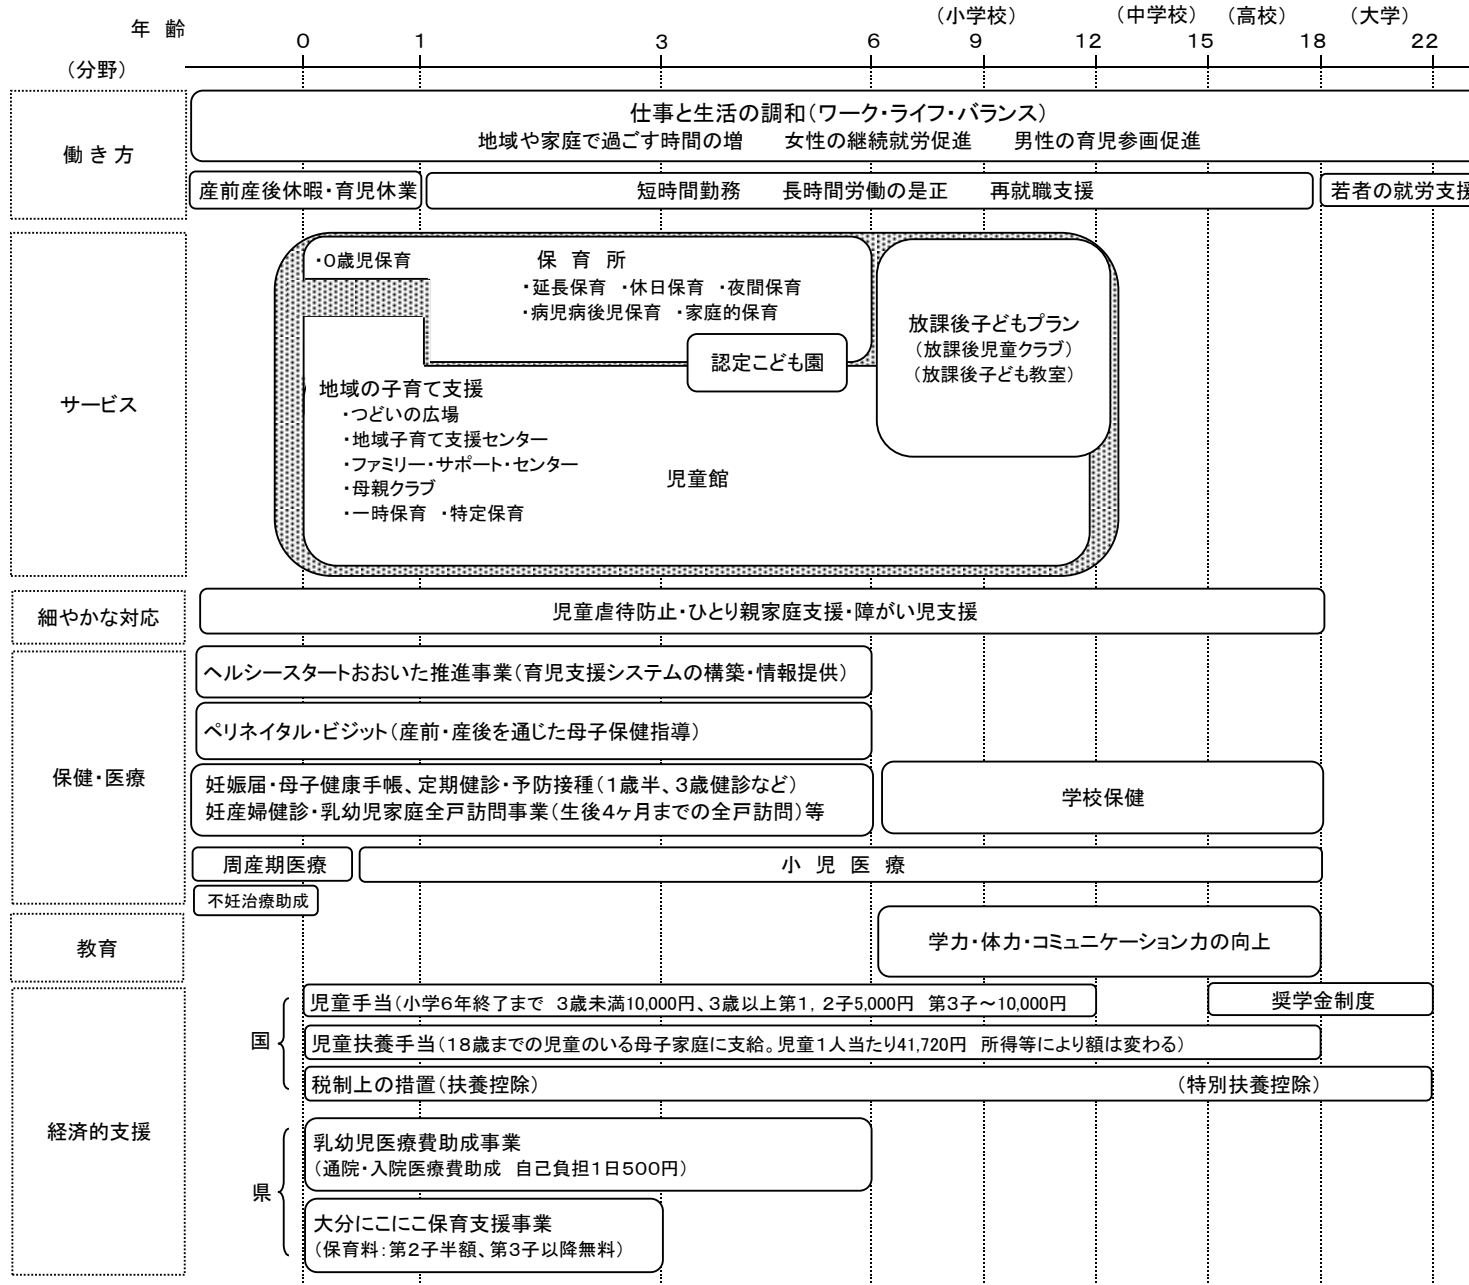 （小学校）　（中学校）　（高校）　（大学）
年 齢
0　1　3　6　9　12　15　18　22
（分野）
働 き 方
仕事と生活の調和（ワーク・ライフ・バランス）
地域や家庭で過ごす時間の増　女性の継続就労促進　男性の育児参画促進
産前産後休暇・育児休業
短時間勤務　長時間労働の是正　再就職支援
若者の就労支援
サービス
・０歳児保育
保 育 所
・延長保育　・休日保育　・夜間保育
・病児病後児保育　・家庭的保育
認定こども園
放課後子どもプラン
（放課後児童クラブ）
（放課後子ども教室）
地域の子育て支援
・つどいの広場
・地域子育て支援センター
・ファミリー・サポート・センター
・母親クラブ
・一時保育　・特定保育
児童館
細やかな対応
児童虐待防止・ひとり親家庭支援・障がい児支援
保健・医療
ヘルシースタートおおいた推進事業（育児支援システムの構築・情報提供）
ペリネイタル・ビジット（産前・産後を通じた母子保健指導）
妊娠届・母子健康手帳、定期健診・予防接種（１歳半、３歳健診など）
妊産婦健診・乳幼児家庭全戸訪問事業（生後４ヶ月までの全戸訪問）等
学校保健
周産期医療
小 児 医 療
不妊治療助成
教育
学力・体力・コミュニケーション力の向上
経済的支援
国
児童手当（小学６年終了まで　３歳未満10,000円、３歳以上第１，２子5,000円　第３子～10,000円
奨学金制度
児童扶養手当（１８歳までの児童のいる母子家庭に支給。児童１人当たり41,720円　所得等により額は変わる）
税制上の措置（扶養控除）　（特別扶養控除）
県
乳幼児医療費助成事業
（通院・入院医療費助成　自己負担１日５００円）
大分にこにこ保育支援事業
（保育料：第２子半額、第３子以降無料）